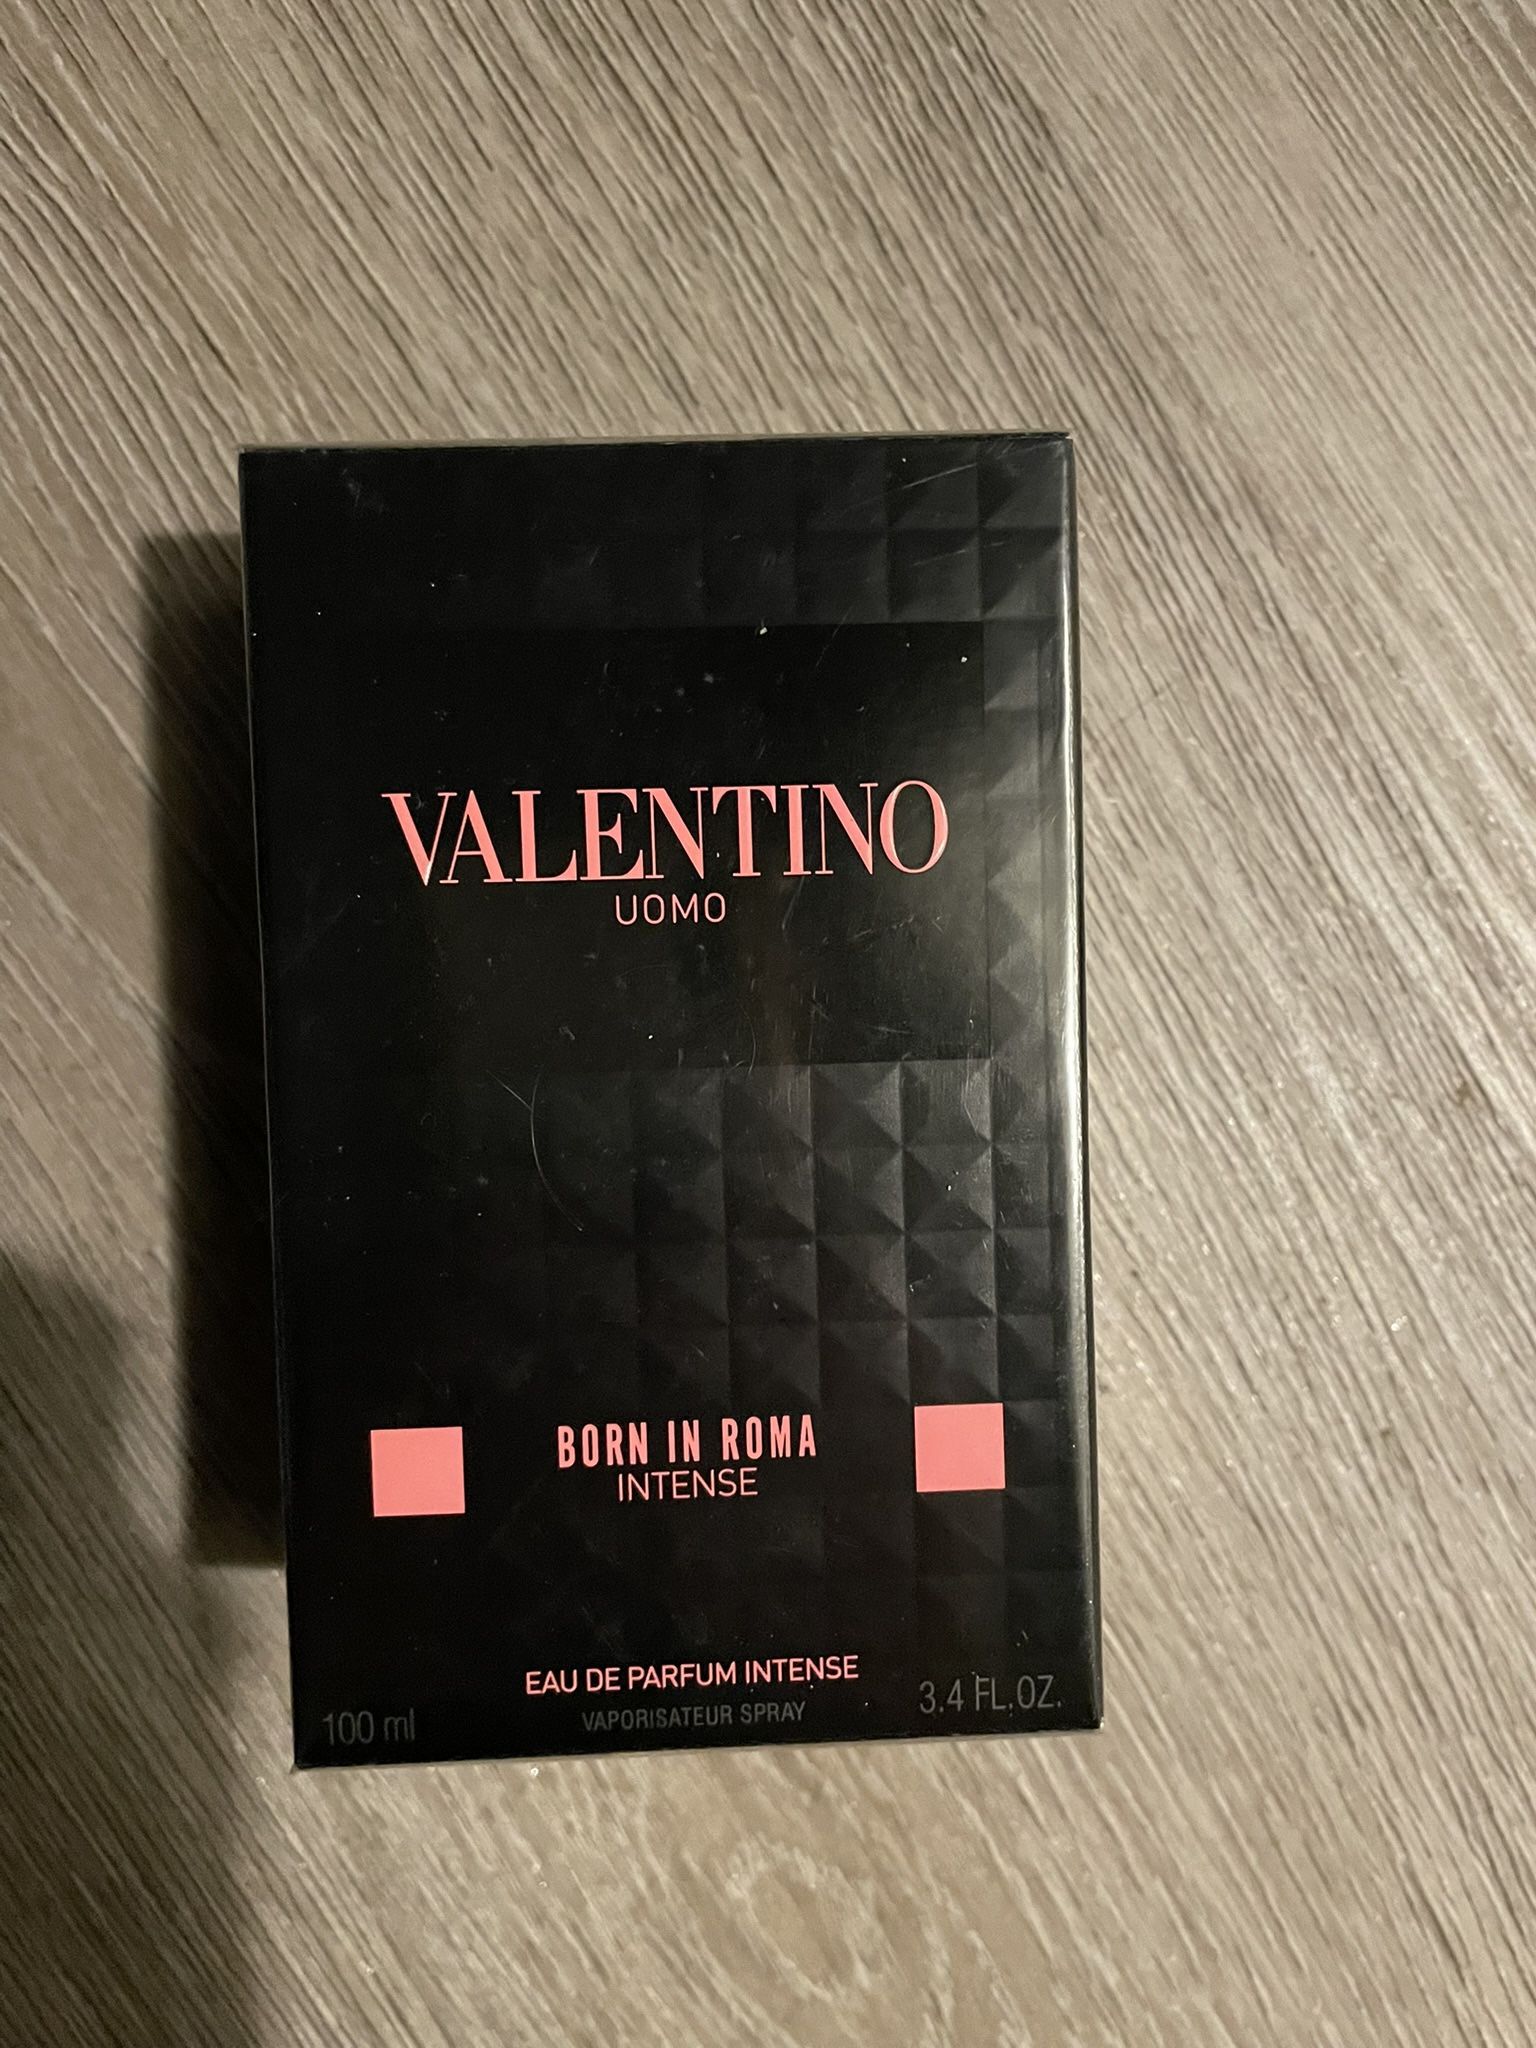 VALENTINO
UOMO
BORN IN ROMA
INTENSE
EAU DE PARFUM INTENSE
100 ml VAPORISATEUR SPRAY 3.4 FL.OZ.